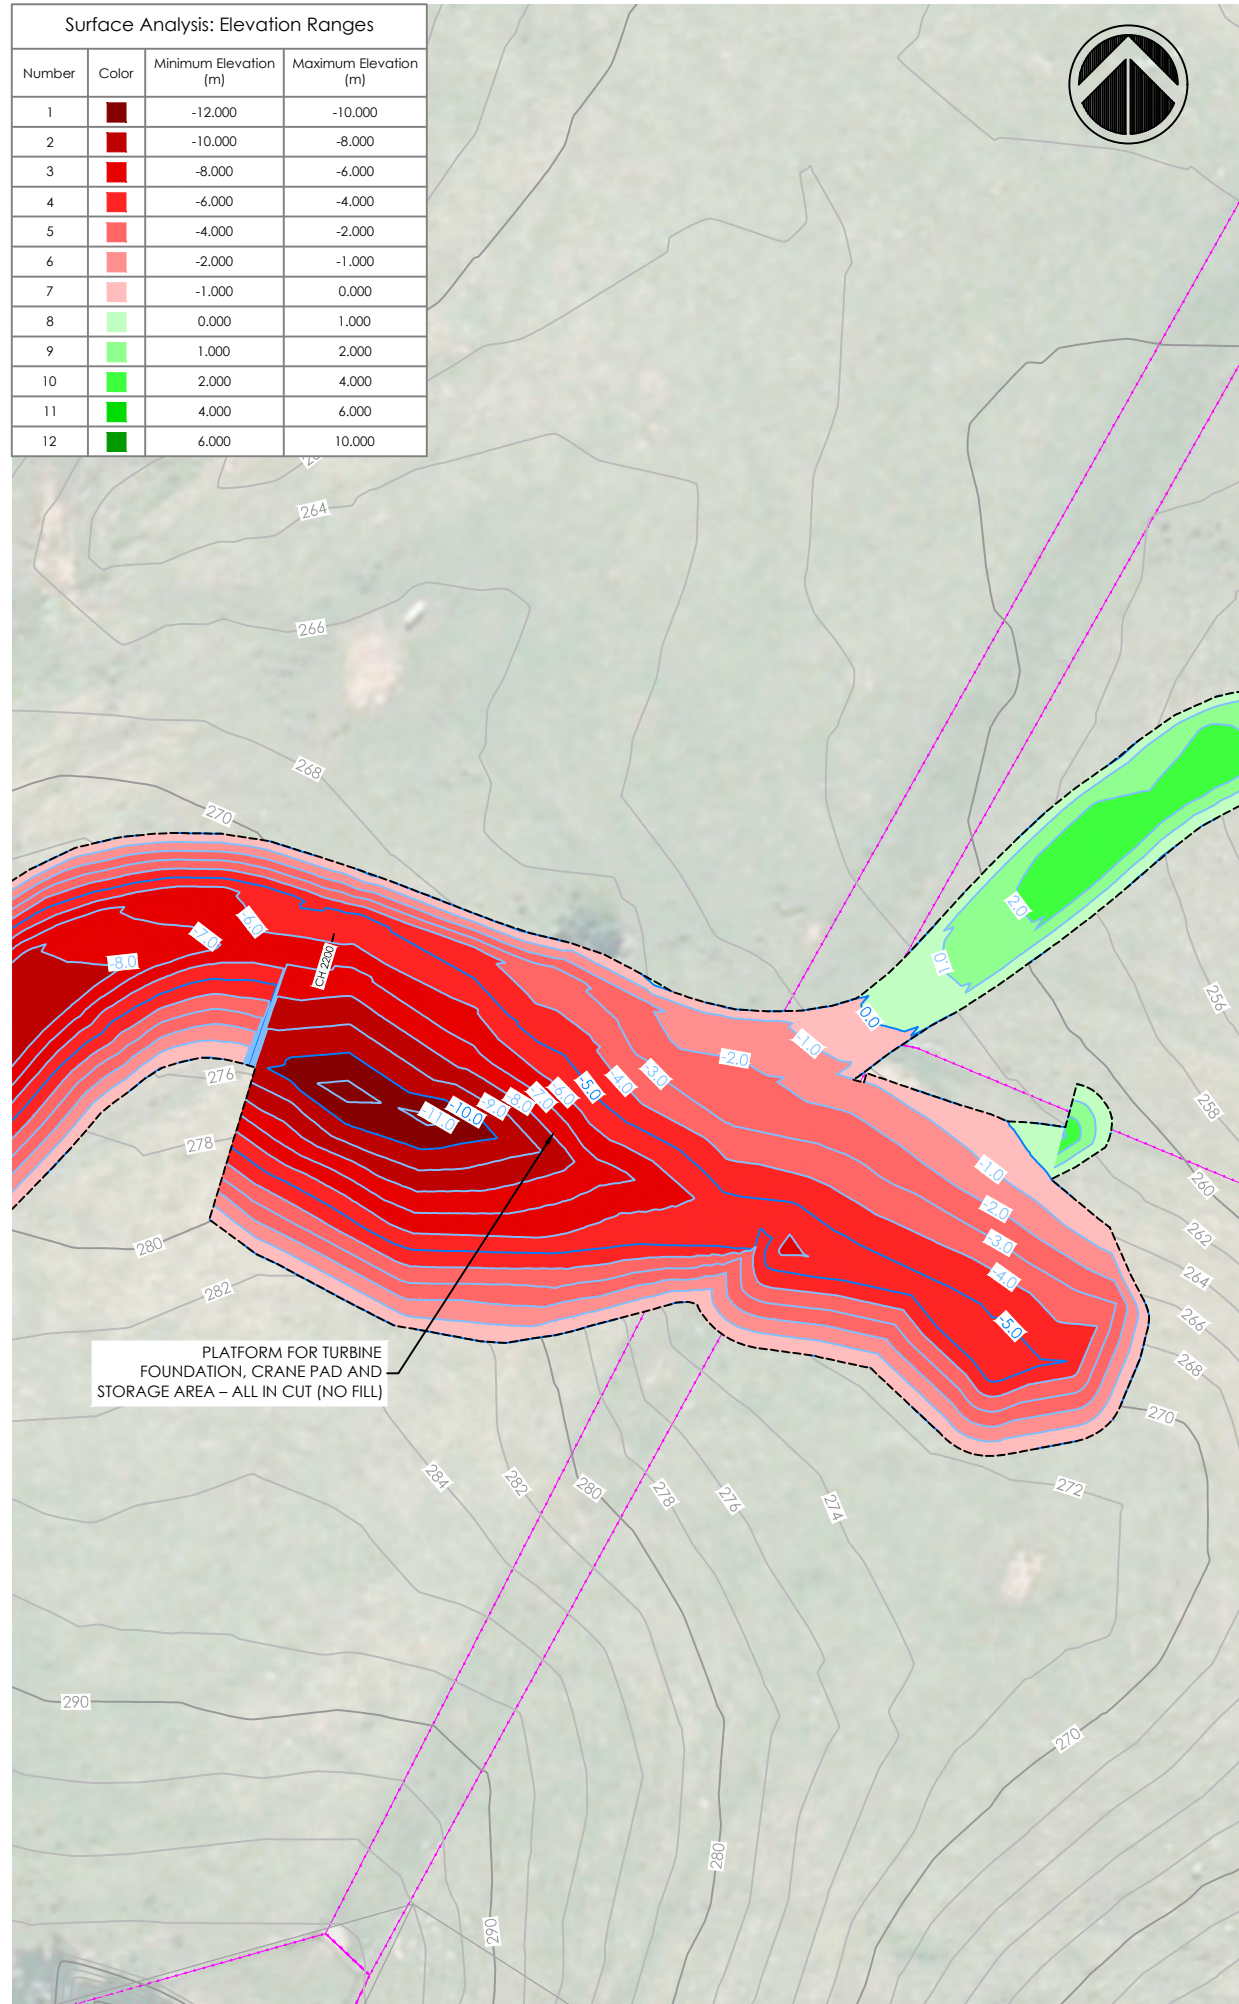 Surface Analysis: Elevation Ranges
Number Color Minimum Elevation (m) Maximum Elevation (m)
1 -12.000 -10.000
2 -10.000 -8.000
3 -8.000 -6.000
4 -6.000 -4.000
5 -4.000 -2.000
6 -2.000 -1.000
7 -1.000 0.000
8 0.000 1.000
9 1.000 2.000
10 2.000 4.000
11 4.000 6.000
12 6.000 10.000
264
266
268
270
2.0
1.0
-6.0
-7.0
-8.0
CH 2200
0.0
256
-1.0
-2.0
-3.0
-4.0
-5.0
-6.0
-7.0
-8.0
-9.0
-10.0
-11.0
276
278
258
260
-1.0
-2.0
-3.0
-4.0
-5.0
280
282
262
264
266
268
270
PLATFORM FOR TURBINE
FOUNDATION, CRANE PAD AND
STORAGE AREA – ALL IN CUT (NO FILL)
284
282
280
278
276
274
272
290
270
280
290